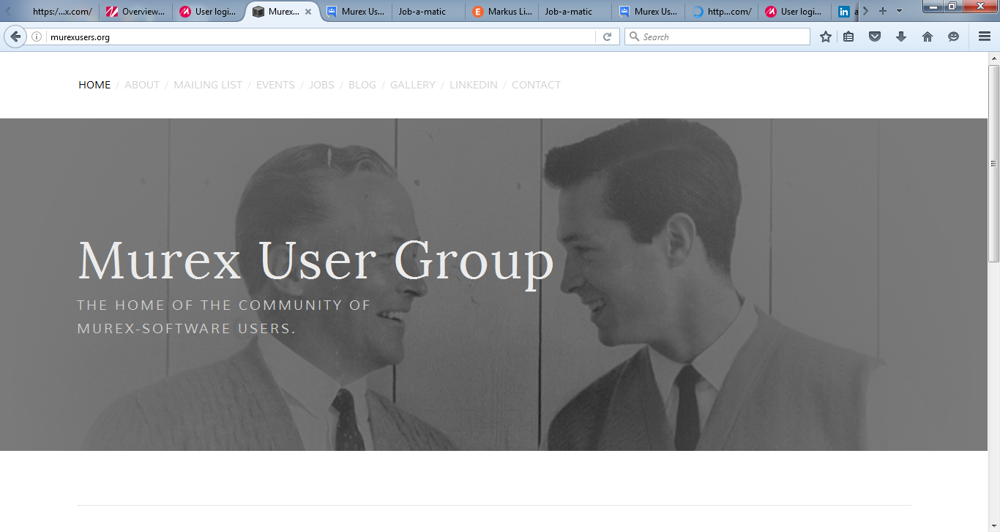 https:/...x.com/
Overview...
User logi...
Murex...
Murex Us...
Job-a-matic
Markus Li...
Job-a-matic
Murex Us...
http...com/
User logi...
in
a
murexusers.org
Search
HOME / ABOUT / MAILING LIST / EVENTS / JOBS / BLOG / GALLERY / LINKEDIN / CONTACT
Murex User Group
THE HOME OF THE COMMUNITY OF
MUREX-SOFTWARE USERS.